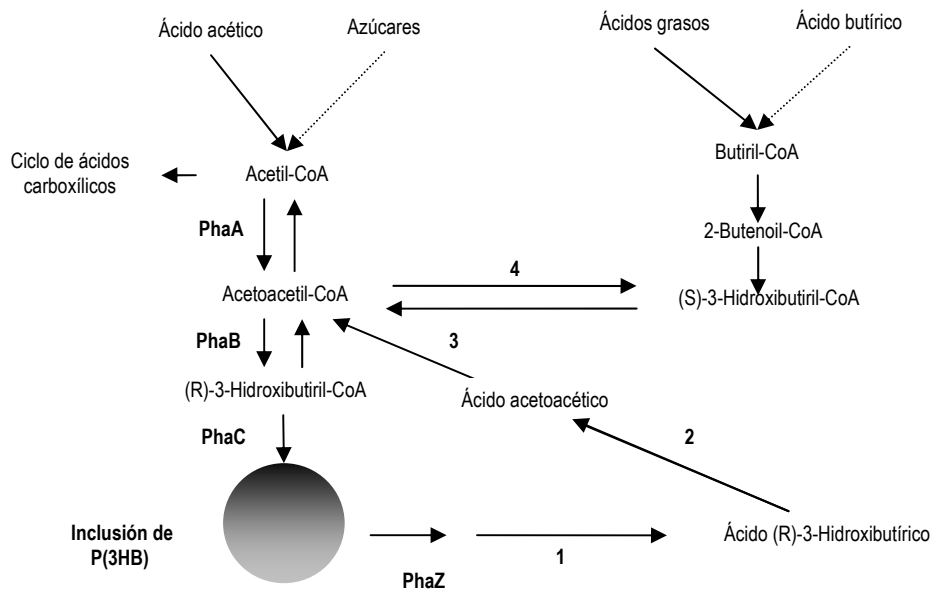 Ácido acético
Azúcares
Ácidos grasos
Ácido butírico
Ciclo de ácidos
carboxílicos
Acetil-CoA
Butiril-CoA
PhaA
2-Butenoil-CoA
4
Acetoacetil-CoA
(S)-3-Hidroxibutiril-CoA
PhaB
3
(R)-3-Hidroxibutiril-CoA
Ácido acetoacético
PhaC
2
Inclusión de
P(3HB)
Ácido (R)-3-Hidroxibutírico
1
PhaZ